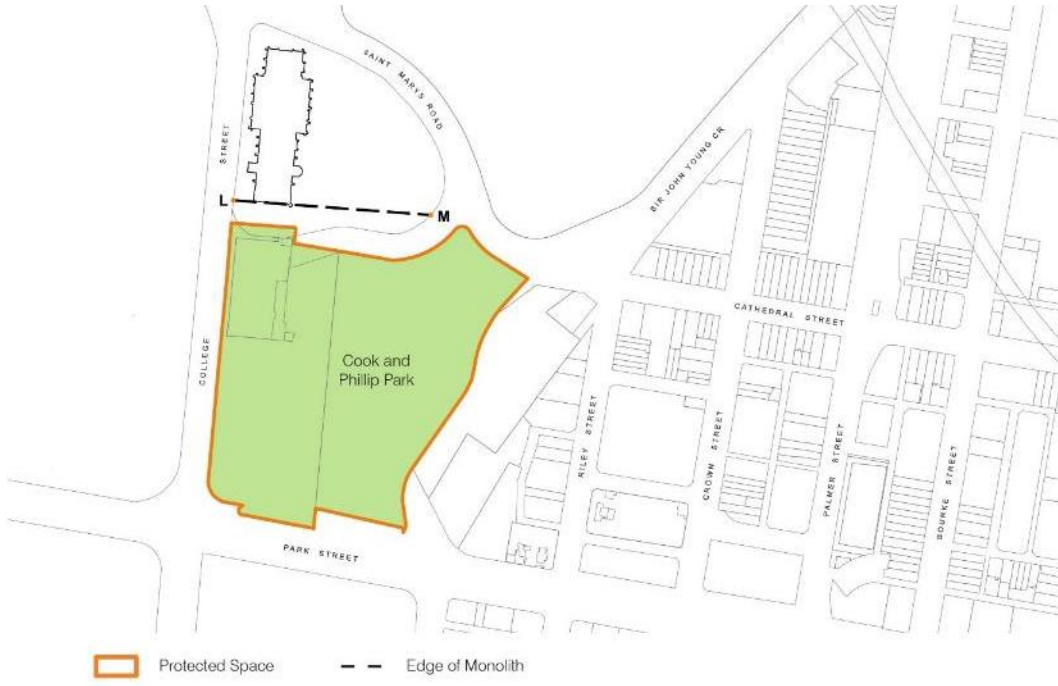 SAINT MARYS ROAD
STREET
SIR JOHN YOUNG CR
L
M
CATHEDRAL STREET
Cook and
Phillip Park
COLLEGE
RILEY STREET
CROWN STREET
PALMER STREET
BOURKE STREET
PARK STREET
Protected Space
Edge of Monolith